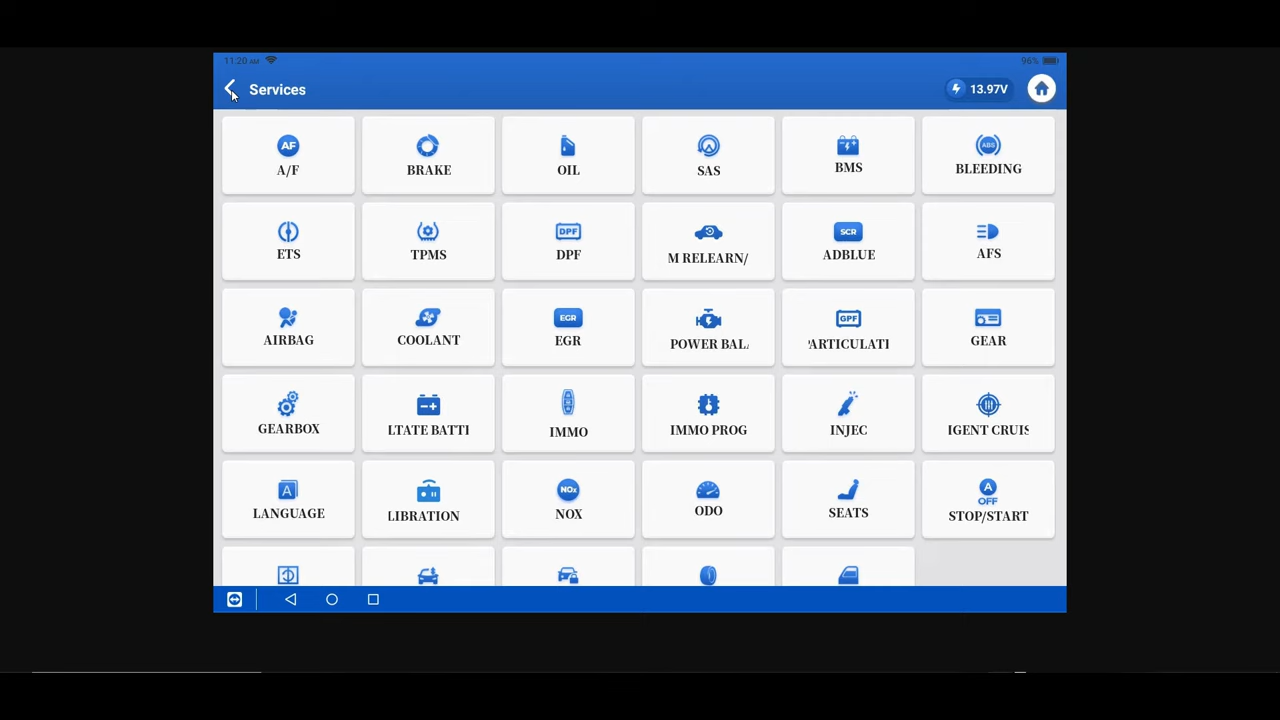 11:20 AM
96%
Services
13.97V
AF
ABS
A/F
BRAKE
OIL
SAS
BMS
BLEEDING
DPF
SCR
ETS
TPMS
DPF
M RELEARN/
ADBLUE
AFS
EGR
GPF
AIRBAG
COOLANT
EGR
POWER BAL
ARTICULATI
GEAR
GEARBOX
LTATE BATTI
IMMO
IMMO PROG
INJEC
IGENT CRUIS
A
NOx
A
OFF
LANGUAGE
LIBRATION
NOX
ODO
SEATS
STOP/START